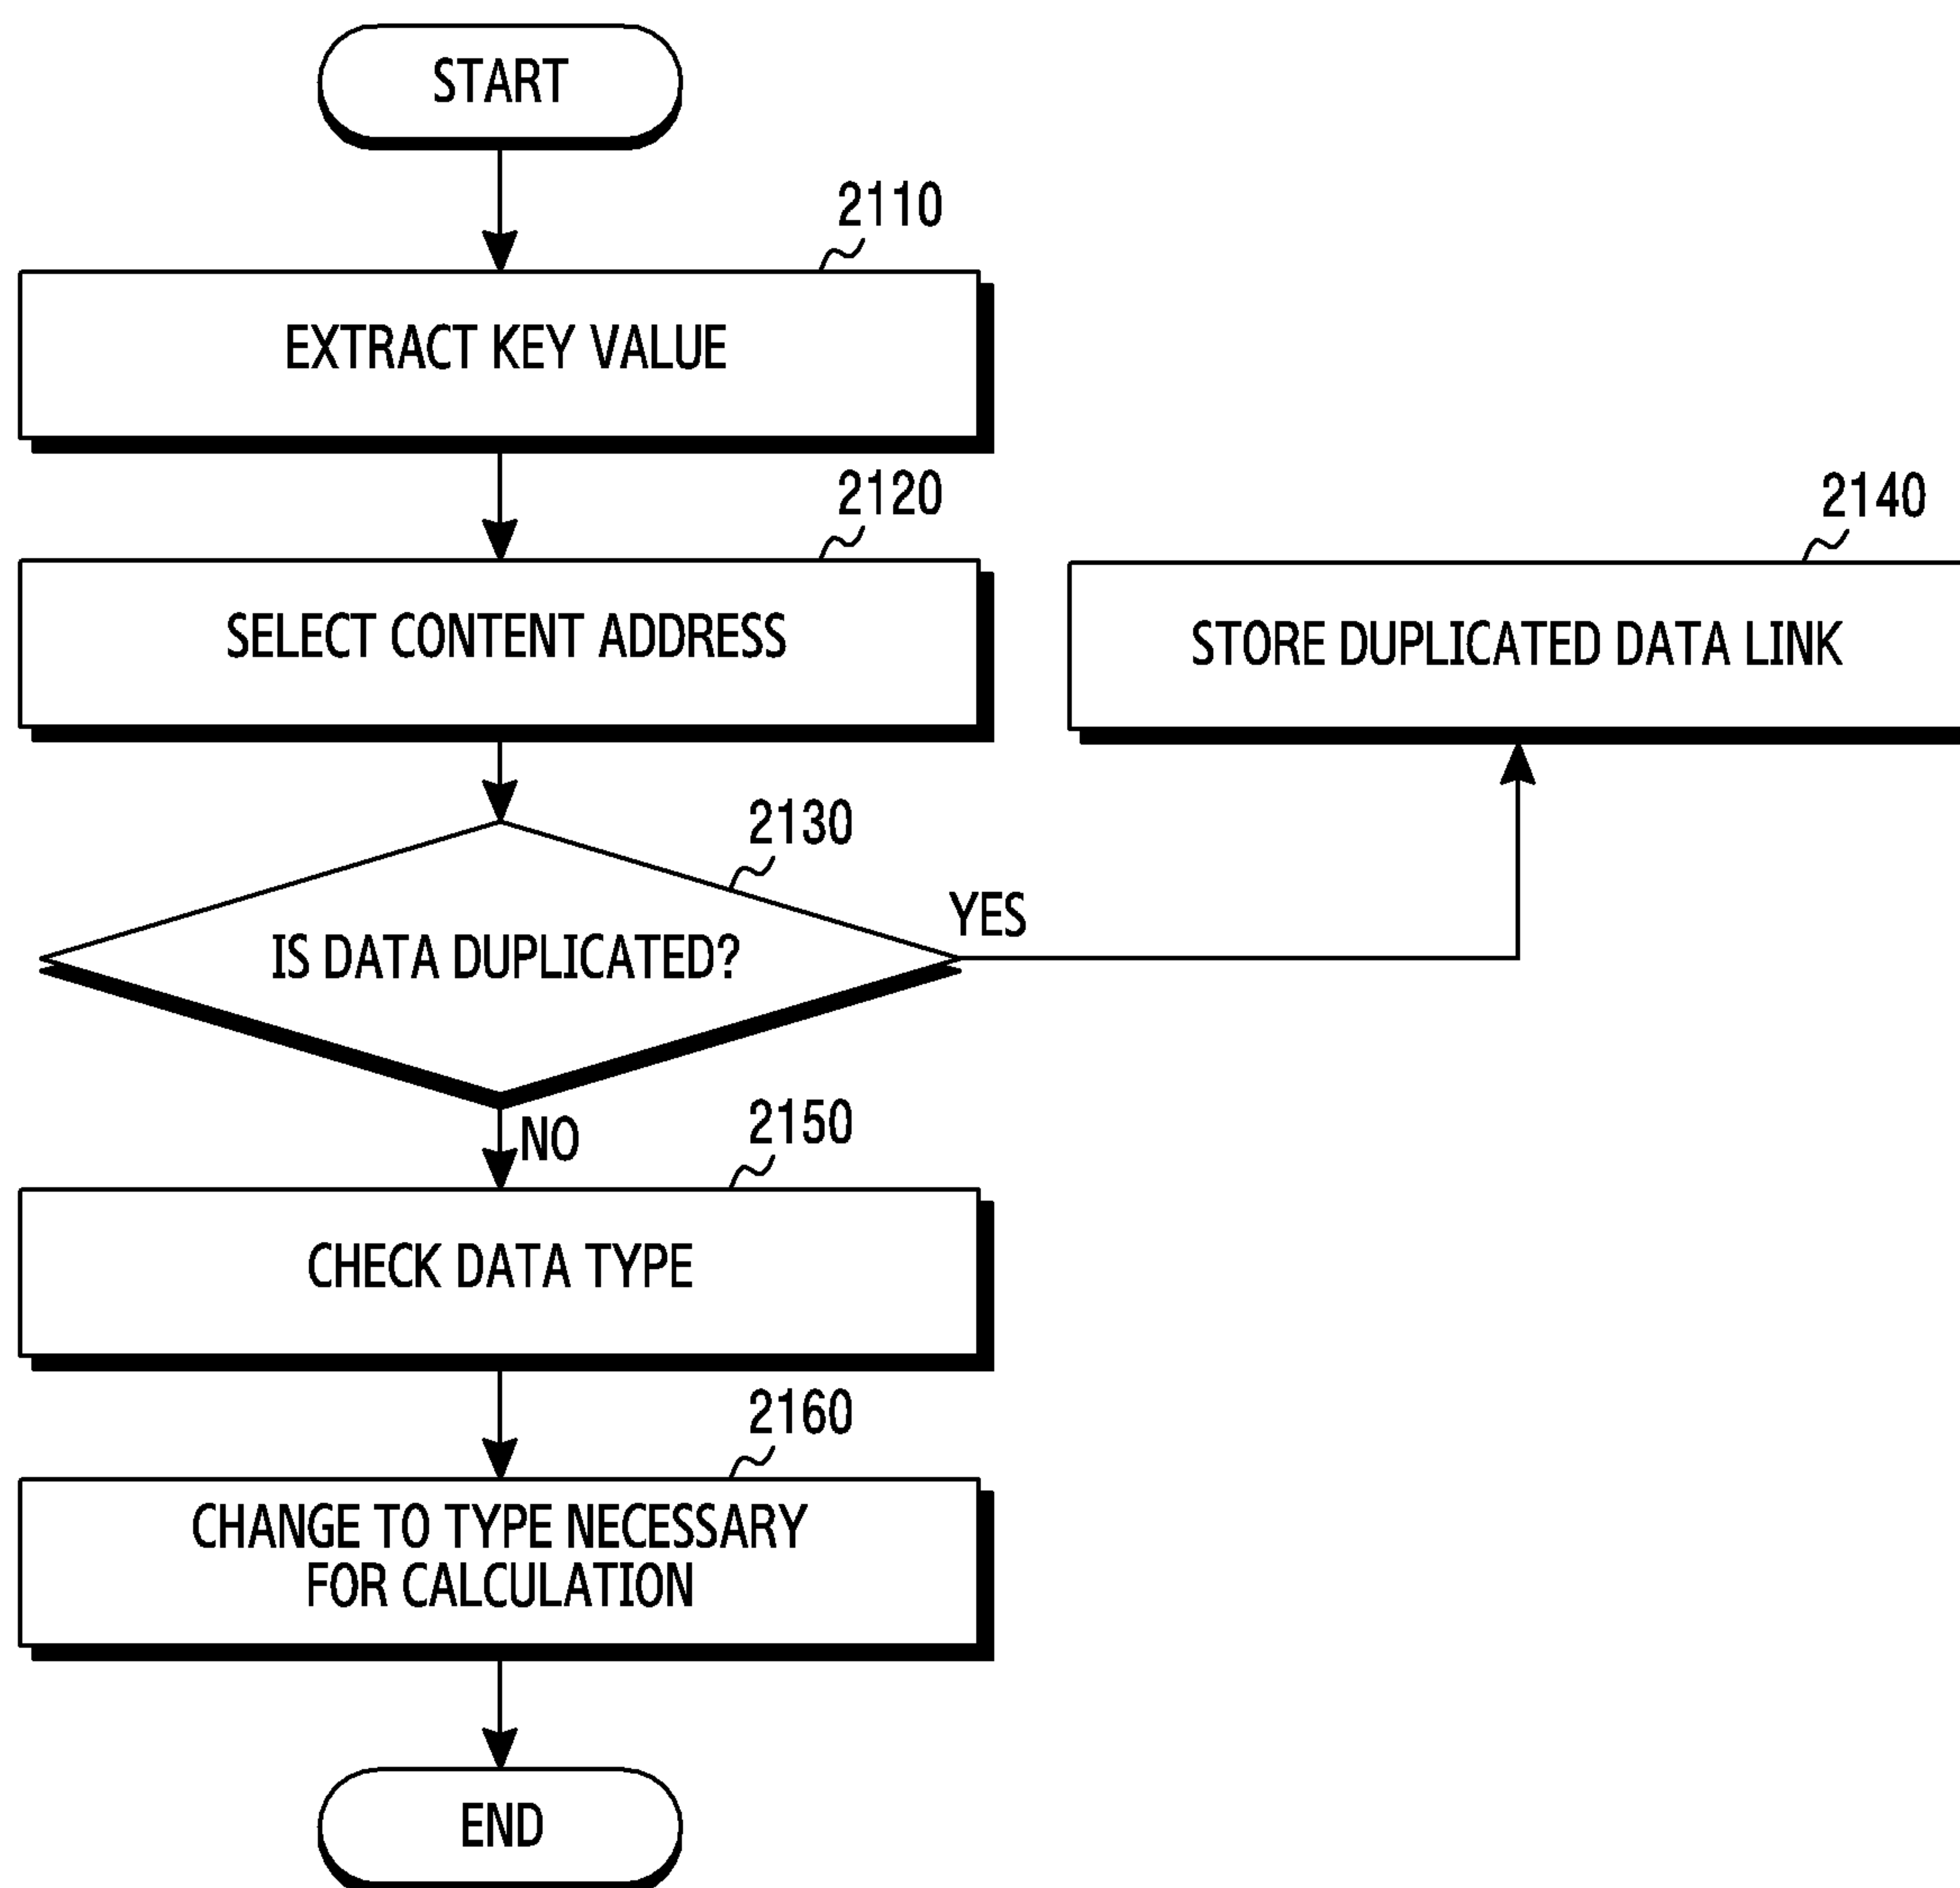 START
2110
EXTRACT KEY VALUE
2120
SELECT CONTENT ADDRESS
2130
IS DATA DUPLICATED?
YES
2140
STORE DUPLICATED DATA LINK
NO
2150
CHECK DATA TYPE
2160
CHANGE TO TYPE NECESSARY
FOR CALCULATION
END